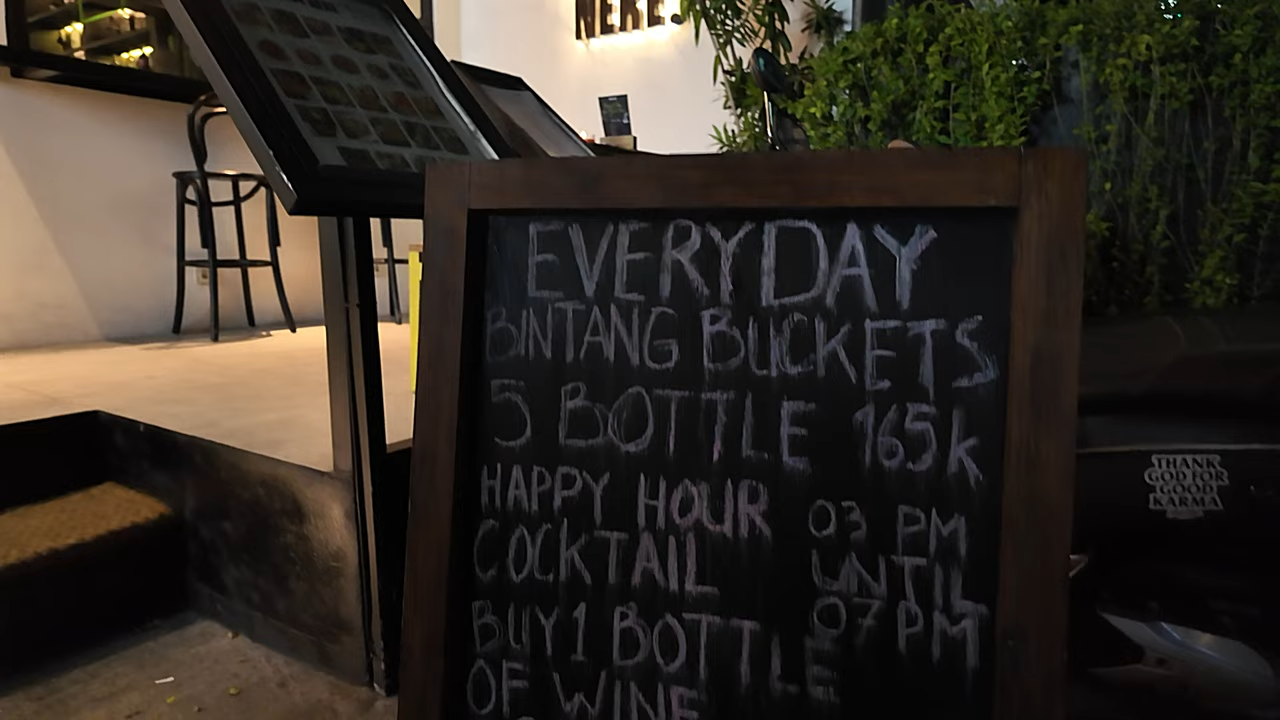 EVERYDAY
BINTANG BUCKETS
5 BOTTLE 165k
HAPPY HOUR
COCKTAIL
03 PM
UNTIL
07 PM
BUY 1 BOTTLE
OF WINE
THANK
GOD FOR
GOOD
KARMA